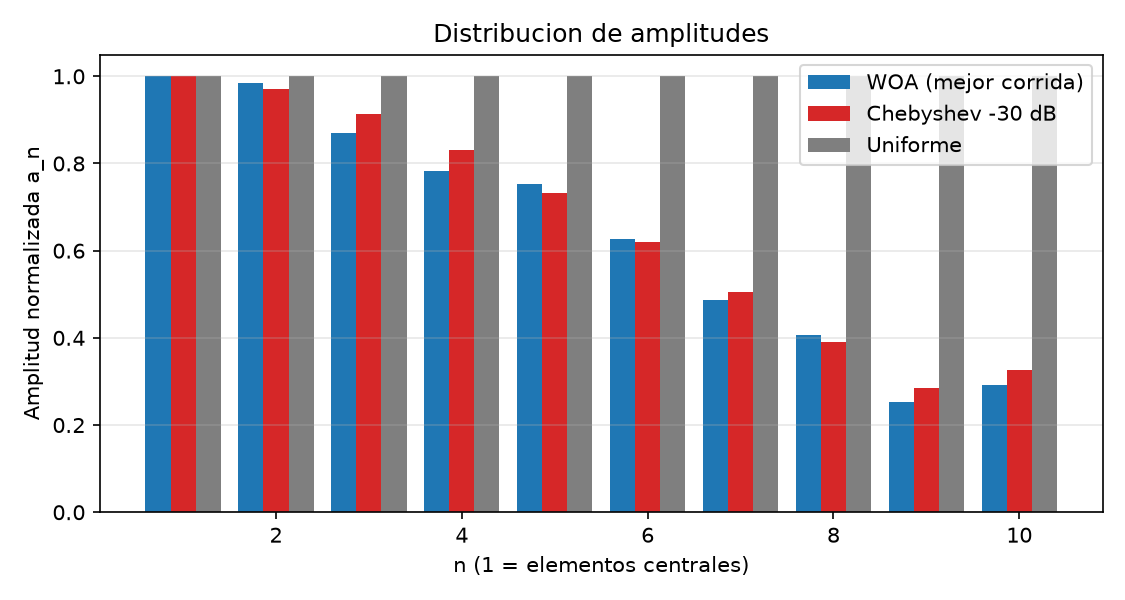 Distribucion de amplitudes
WOA (mejor corrida)
Chebyshev -30 dB
Uniforme
Amplitud normalizada a_n
1.0
0.8
0.6
0.4
0.2
0.0
2 4 6 8 10
n (1 = elementos centrales)